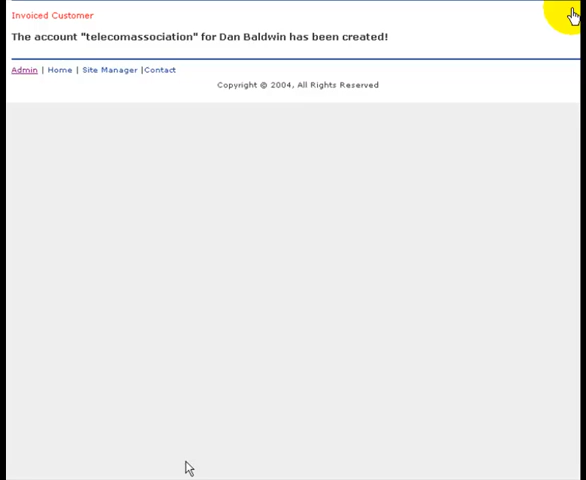 Invoiced Customer
The account "telecomassociation" for Dan Baldwin has been created!
Admin | Home | Site Manager |Contact
Copyright © 2004, All Rights Reserved